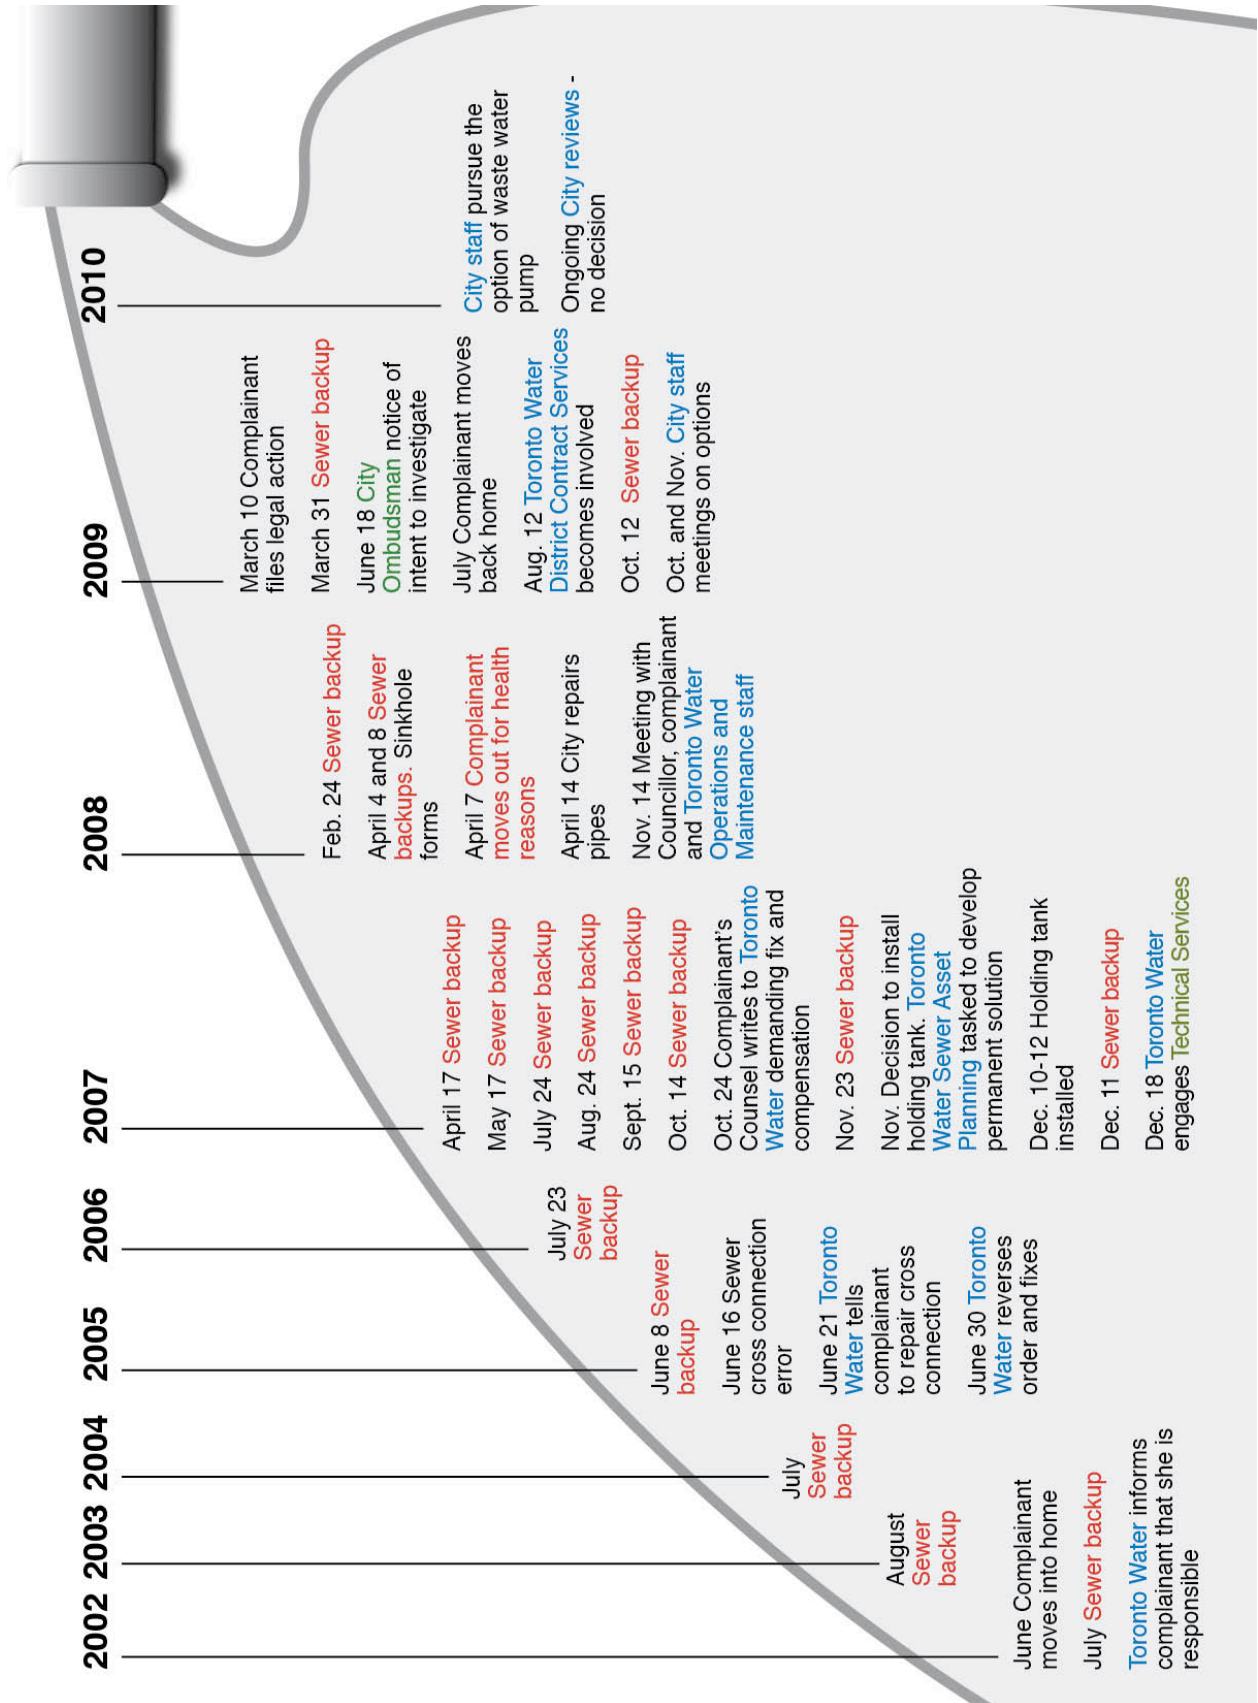 2002
June Complainant
moves into home
July Sewer backup
Toronto Water informs
complainant that she is
responsible
2003
August
Sewer
backup
2004
July
Sewer
backup
2005
June 8 Sewer
backup
June 16 Sewer
cross connection
error
June 21 Toronto
Water tells
complainant
to repair cross
connection
June 30 Toronto
Water reverses
order and fixes
2006
July 23
Sewer
backup
2007
April 17 Sewer backup
May 17 Sewer backup
July 24 Sewer backup
Aug. 24 Sewer backup
Sept. 15 Sewer backup
Oct. 14 Sewer backup
Oct. 24 Complainant's
Counsel writes to Toronto
Water demanding fix and
compensation
Nov. 23 Sewer backup
Nov. Decision to install
holding tank. Toronto
Water Sewer Asset
Planning tasked to develop
permanent solution
Dec. 10-12 Holding tank
installed
Dec. 11 Sewer backup
Dec. 18 Toronto Water
engages Technical Services
2008
Feb. 24 Sewer backup
April 4 and 8 Sewer
backups. Sinkhole
forms
April 7 Complainant
moves out for health
reasons
April 14 City repairs
pipes
Nov. 14 Meeting with
Councillor, complainant
and Toronto Water
Operations and
Maintenance staff
2009
March 10 Complainant
files legal action
March 31 Sewer backup
June 18 City
Ombudsman notice of
intent to investigate
July Complainant moves
back home
Aug. 12 Toronto Water
District Contract Services
becomes involved
Oct. 12 Sewer backup
Oct. and Nov. City staff
meetings on options
2010
City staff pursue the
option of waste water
pump
Ongoing City reviews -
no decision